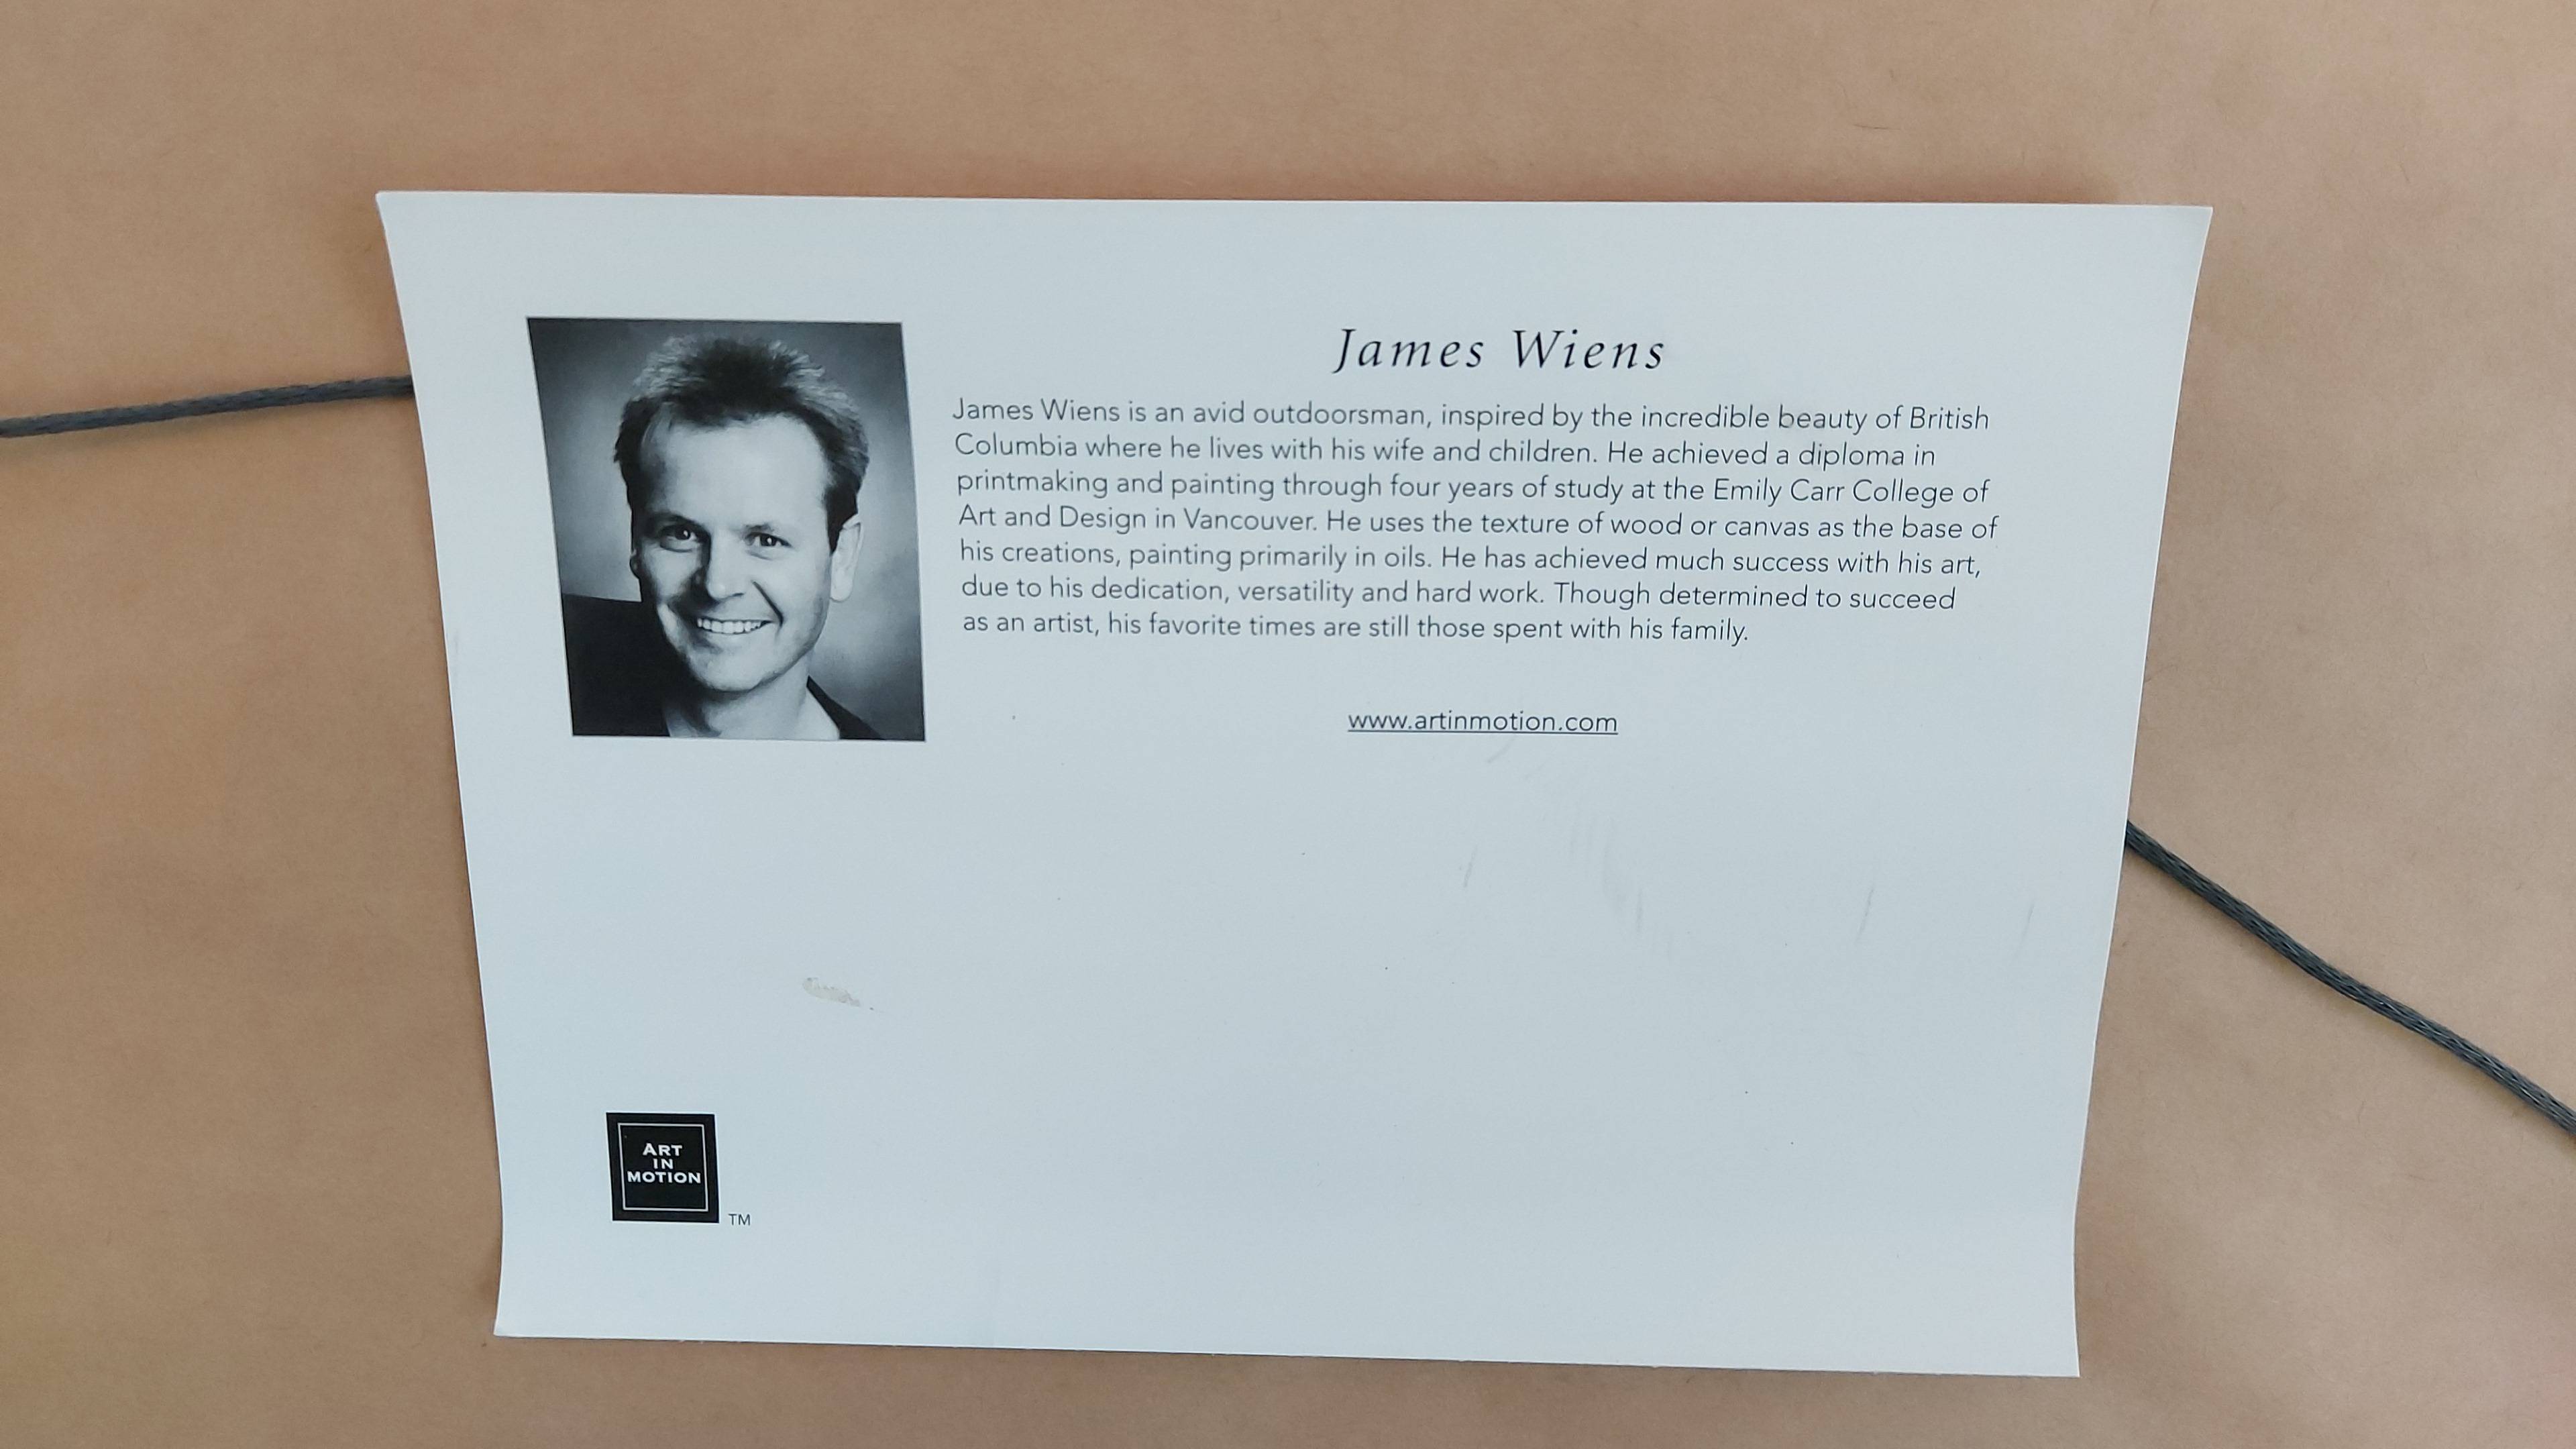 James Wiens
James Wiens is an avid outdoorsman, inspired by the incredible beauty of British
Columbia where he lives with his wife and children. He achieved a diploma in
printmaking and painting through four years of study at the Emily Carr College of
Art and Design in Vancouver. He uses the texture of wood or canvas as the base of
his creations, painting primarily in oils. He has achieved much success with his art,
due to his dedication, versatility and hard work. Though determined to succeed
as an artist, his favorite times are still those spent with his family.
www.artinmotion.com
ART
IN
MOTION
TM